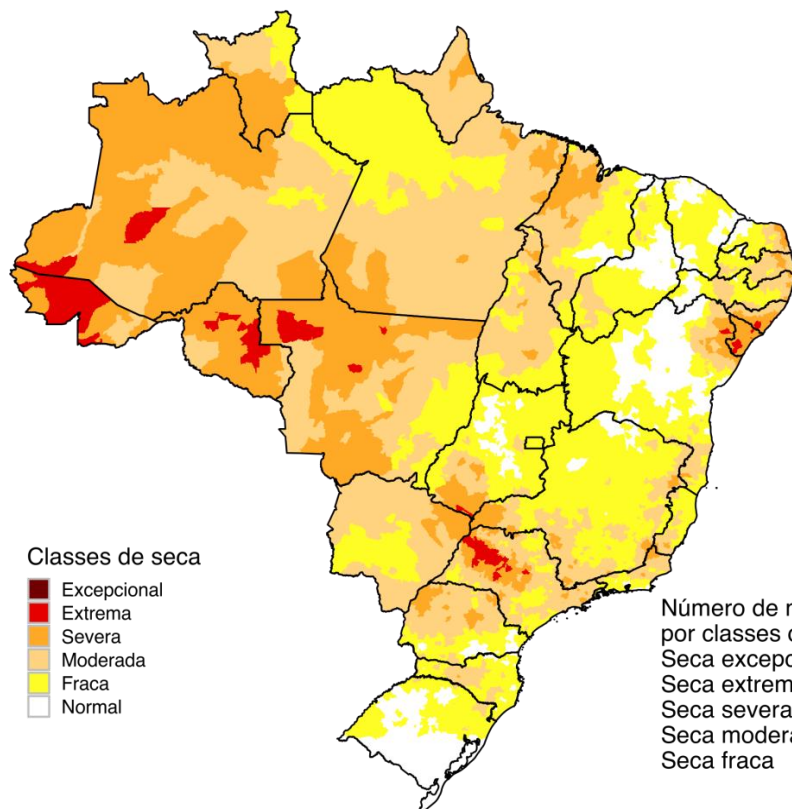 Classes de seca
Excepcional
Extrema
Severa
Moderada
Fraca
Normal
Número de
por classes
Seca
Seca
Seca severa
Seca
Seca fraca